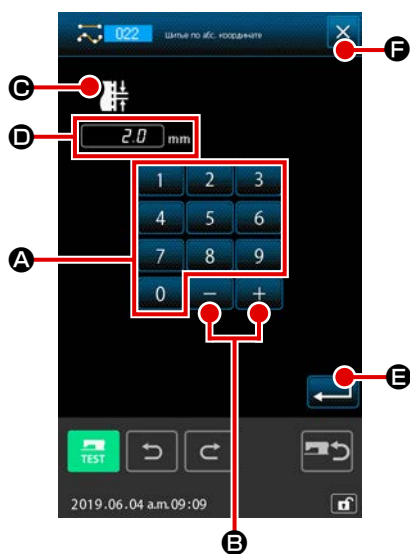 022 Шитье по абс. координате
F
C
D
2.0 mm
1 2 3
4 5 6
A
7 8 9
0 − +
E
TEST
2019.06.04 a.m.09:09
B